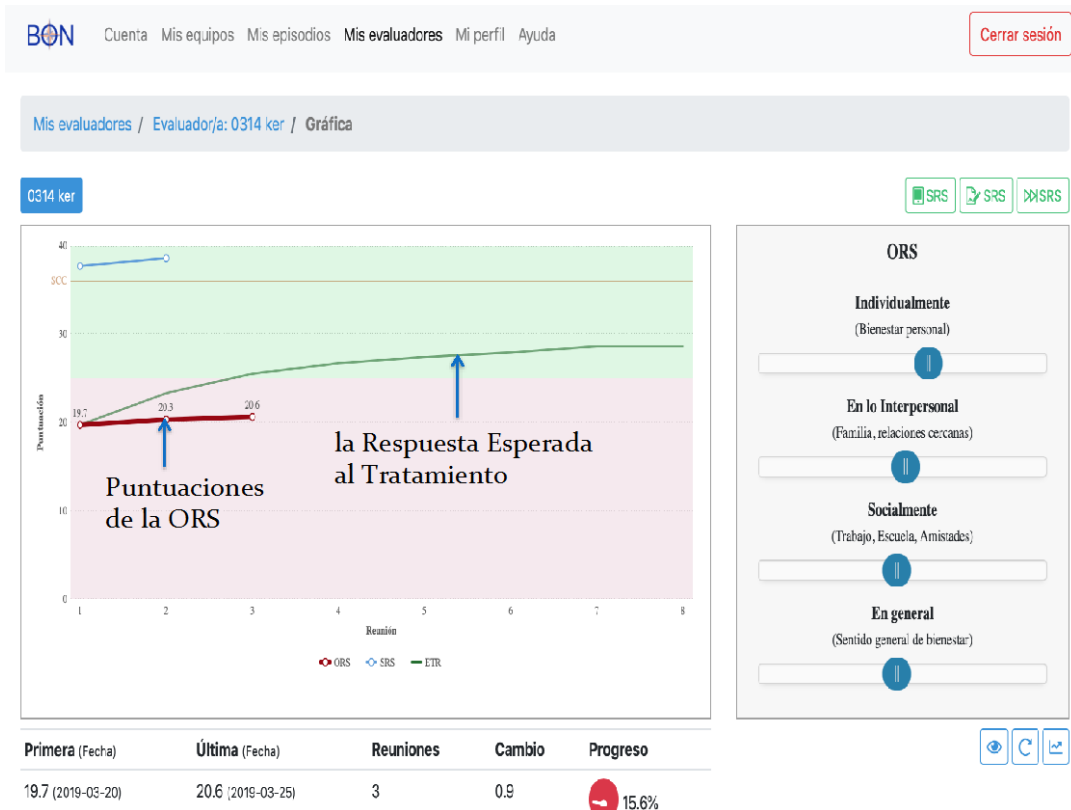 BON
Cuenta Mis equipos Mis episodios Mis evaluadores Mi perfil Ayuda
Cerrar sesión
Mis evaluadores / Evaluador/a: 0314 ker / Gráfica
0314 ker
SRS SRS SRS
40
SCC
30
20
10
0
Puntuación
19.7
20.3
20.6
la Respuesta Esperada
al Tratamiento
Puntuaciones
de la ORS
1 2 3 4 5 6 7 8
Reunión
ORS SRS ETR
ORS
Individualmente
(Bienestar personal)
En lo Interpersonal
(Familia, relaciones cercanas)
Socialmente
(Trabajo, Escuela, Amistades)
En general
(Sentido general de bienestar)
Primera (Fecha) Última (Fecha) Reuniones Cambio Progreso
19.7 (2019-03-20) 20.6 (2019-03-25) 3 0.9 15.6%